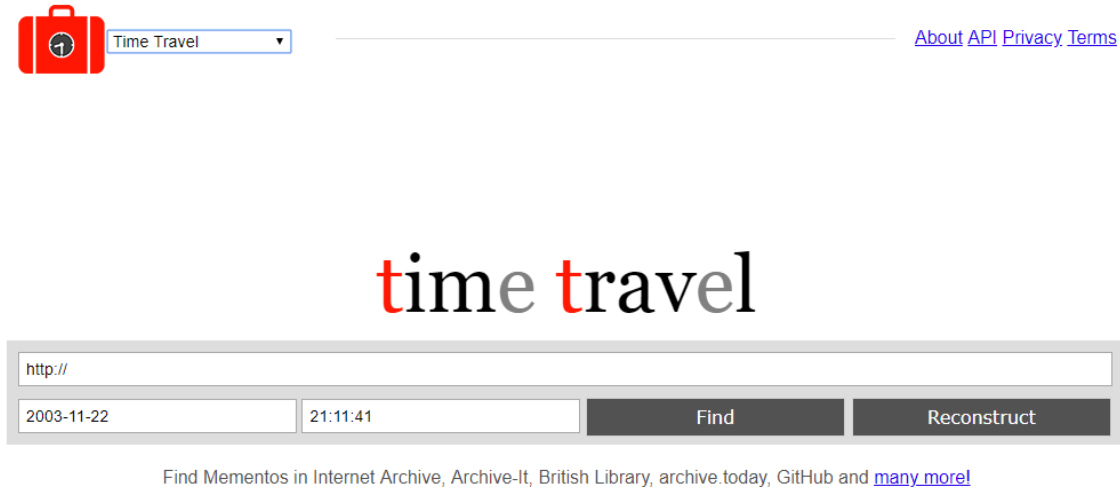 Time Travel
About API Privacy Terms
time travel
http://
2003-11-22 21:11:41 Find Reconstruct
Find Mementos in Internet Archive, Archive-It, British Library, archive.today, GitHub and many more!